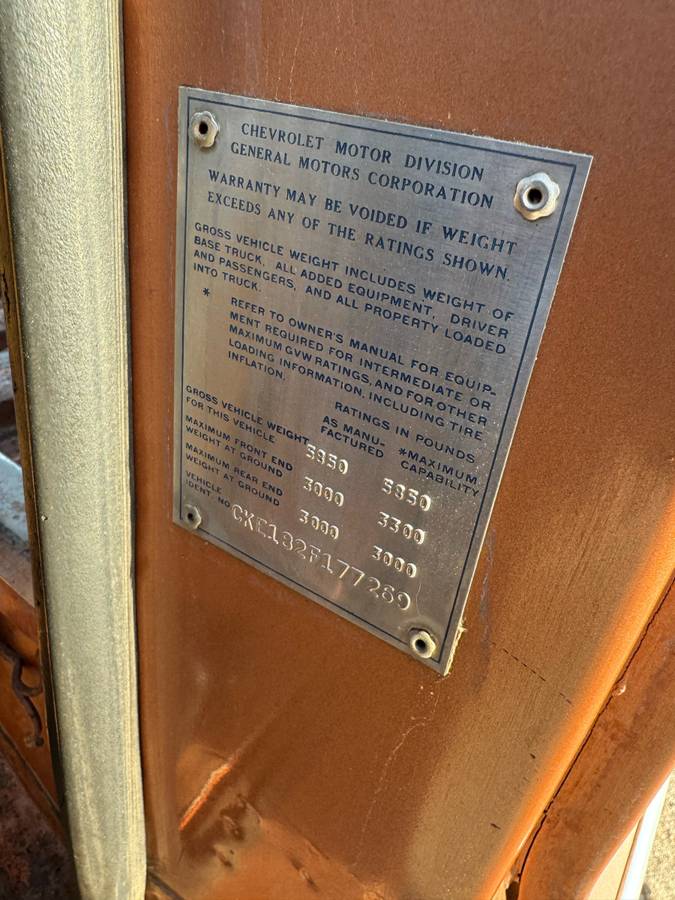 CHEVROLET MOTOR DIVISION
GENERAL MOTORS CORPORATION
WARRANTY MAY BE VOIDED IF WEIGHT
EXCEEDS ANY OF THE RATINGS SHOWN.
GROSS VEHICLE WEIGHT INCLUDES WEIGHT OF
BASE TRUCK, ALL ADDED EQUIPMENT, DRIVER
AND PASSENGERS, AND ALL PROPERTY LOADED
INTO TRUCK.
* REFER TO OWNER'S MANUAL FOR EQUIP-
MENT REQUIRED FOR INTERMEDIATE OR
MAXIMUM GVW RATINGS, AND FOR OTHER
LOADING INFORMATION, INCLUDING TIRE
INFLATION.
RATINGS IN POUNDS
AS MANU- *MAXIMUM
FACTURED CAPABILITY
GROSS VEHICLE WEIGHT
FOR THIS VEHICLE 5850 5850
MAXIMUM FRONT END
WEIGHT AT GROUND 3000 3300
MAXIMUM REAR END
WEIGHT AT GROUND 3000 3000
VEHICLE
IDENT. NO. CKE182F177269